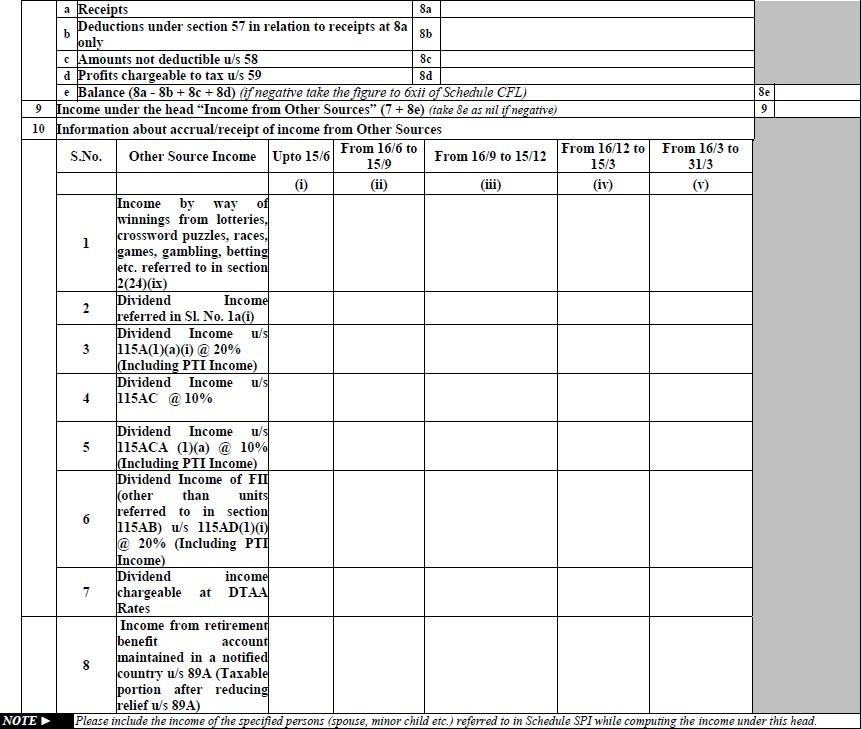 a Receipts 8a
b Deductions under section 57 in relation to receipts at 8a only 8b
c Amounts not deductible u/s 58 8c
d Profits chargeable to tax u/s 59 8d
e Balance (8a - 8b + 8c + 8d) (if negative take the figure to 6xii of Schedule CFL) 8e
9 Income under the head “Income from Other Sources” (7 + 8e) (take 8e as nil if negative) 9
10 Information about accrual/receipt of income from Other Sources
S.No. Other Source Income Upto 15/6 From 16/6 to 15/9 From 16/9 to 15/12 From 16/12 to 15/3 From 16/3 to 31/3
(i) (ii) (iii) (iv) (v)
1
Income by way of
winnings from lotteries,
crossword puzzles, races,
games, gambling, betting
etc. referred to in section
2(24)(ix)
2
Dividend Income
referred in Sl. No. 1a(i)
3
Dividend Income u/s
115A(1)(a)(i) @ 20%
(Including PTI Income)
4
Dividend Income u/s
115AC @ 10%
5
Dividend Income u/s
115ACA (1)(a) @ 10%
(Including PTI Income)
6
Dividend Income of FII
(other than units
referred to in section
115AB) u/s 115AD(1)(i)
@ 20% (Including PTI
Income)
7
Dividend income
chargeable at DTAA
Rates
8
Income from retirement
benefit account
maintained in a notified
country u/s 89A (Taxable
portion after reducing
relief u/s 89A)
NOTE ► Please include the income of the specified persons (spouse, minor child etc.) referred to in Schedule SPI while computing the income under this head.